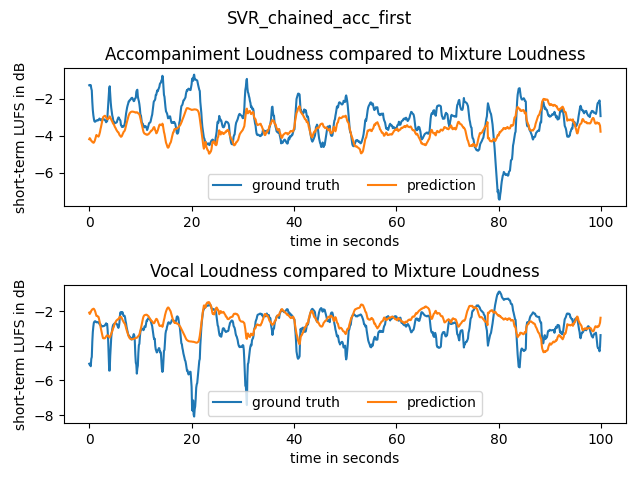 SVR_chained_acc_first
Accompaniment Loudness compared to Mixture Loudness
short-term LUFS in dB
−2
−4
−6
ground truth
prediction
0
20
40
60
80
100
time in seconds
Vocal Loudness compared to Mixture Loudness
short-term LUFS in dB
−2
−4
−6
−8
ground truth
prediction
0
20
40
60
80
100
time in seconds